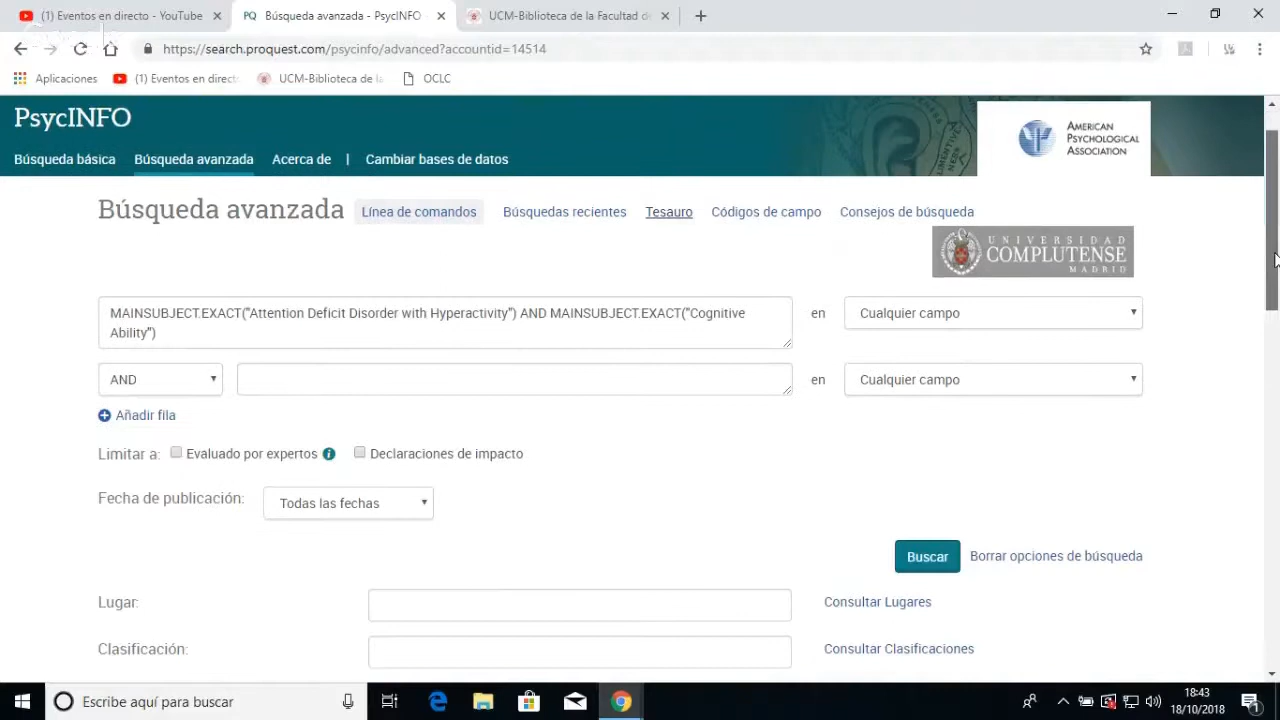 (1) Eventos en directo - YouTube
Búsqueda avanzada - PsycINFO
UCM-Biblioteca de la Facultad de
https://search.proquest.com/psycinfo/advanced?accountid=14514
Aplicaciones
(1) Eventos en direct
UCM-Biblioteca de la
OCLC
PsycINFO
AMERICAN
PSYCHOLOGICAL
ASSOCIATION
Búsqueda básica
Búsqueda avanzada
Acerca de
|
Cambiar bases de datos
Búsqueda avanzada
Línea de comandos
Búsquedas recientes
Tesauro
Códigos de campo
Consejos de búsqueda
UNIVERSIDAD
COMPLUTENSE
MADRID
MAINSUBJECT.EXACT("Attention Deficit Disorder with Hyperactivity") AND MAINSUBJECT.EXACT("Cognitive
Ability")
en
Cualquier campo
AND
en
Cualquier campo
Añadir fila
Limitar a:
Evaluado por expertos
Declaraciones de impacto
Fecha de publicación:
Todas las fechas
Buscar
Borrar opciones de búsqueda
Lugar:
Consultar Lugares
Clasificación:
Consultar Clasificaciones
Escribe aquí para buscar
18:43
18/10/2018
1